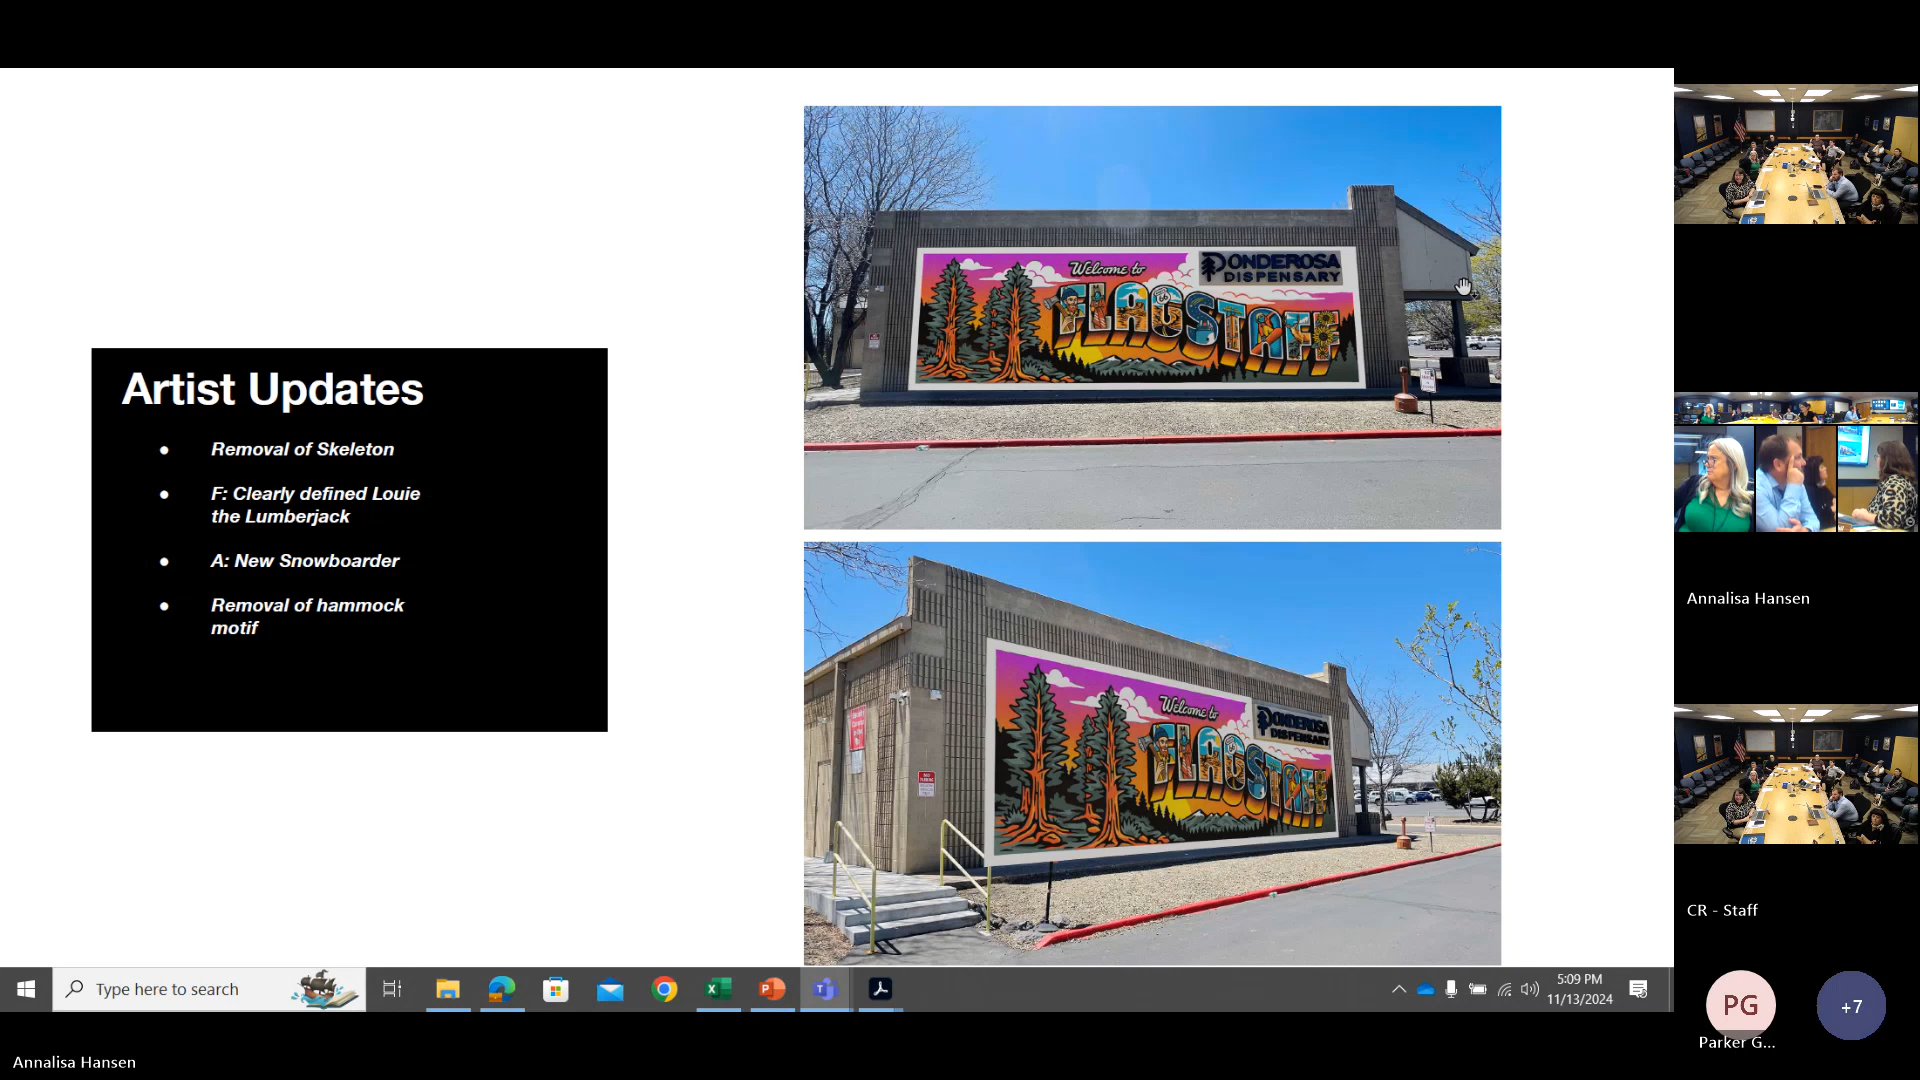 Artist Updates
Removal of Skeleton
F: Clearly defined Louie
the Lumberjack
A: New Snowboarder
Removal of hammock
motif
Welcome to
PONDEROSA
DISPENSARY
FLAGSTAFF
Welcome to
PONDEROSA
DISPENSARY
FLAGSTAFF
Annalisa Hansen
CR - Staff
PG
+7
Parker G...
Type here to search
5:09 PM
11/13/2024
Annalisa Hansen